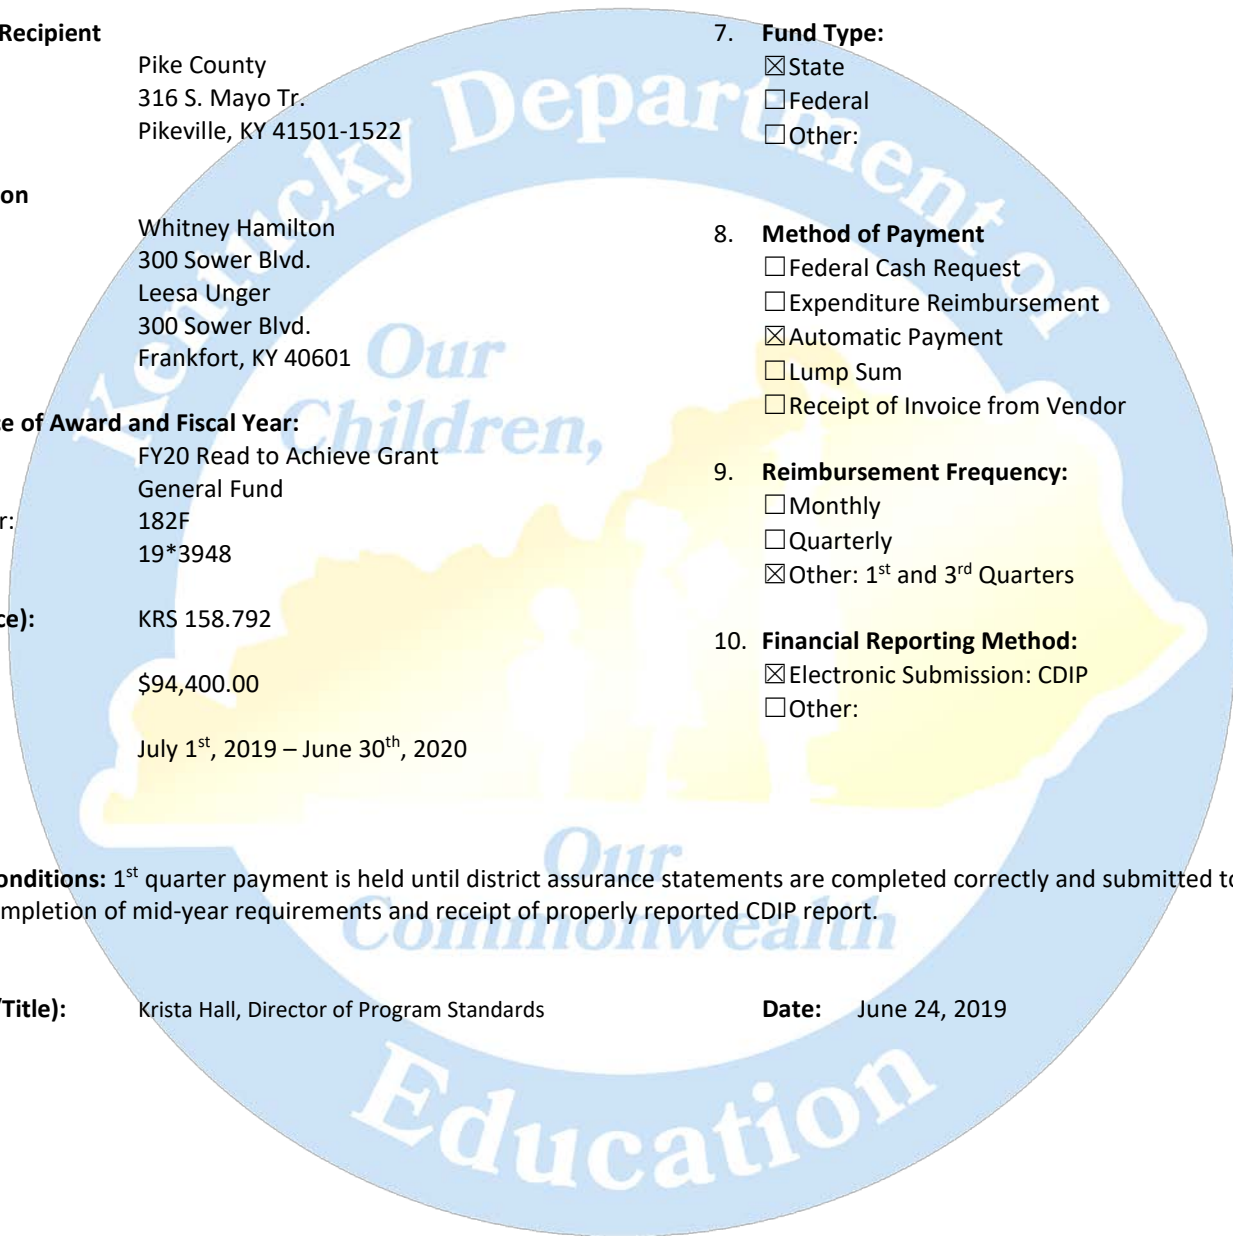 Recipient
Pike County
316 S. Mayo Tr.
Pikeville, KY 41501-1522
on
Whitney Hamilton
300 Sower Blvd.
Leesa Unger
300 Sower Blvd.
Frankfort, KY 40601
ce of Award and Fiscal Year:
FY20 Read to Achieve Grant
General Fund
r: 182F
19*3948
ce): KRS 158.792
$94,400.00
July 1st, 2019 – June 30th, 2020
7. Fund Type:
☒State
☐Federal
☐Other:
8. Method of Payment
☐Federal Cash Request
☐Expenditure Reimbursement
☒Automatic Payment
☐Lump Sum
☐Receipt of Invoice from Vendor
9. Reimbursement Frequency:
☐Monthly
☐Quarterly
☒Other: 1st and 3rd Quarters
10. Financial Reporting Method:
☒Electronic Submission: CDIP
☐Other:
onditions: 1st quarter payment is held until district assurance statements are completed correctly and submitted to
mpletion of mid-year requirements and receipt of properly reported CDIP report.
/Title): Krista Hall, Director of Program Standards Date: June 24, 2019
Kentucky Department of
Education
Our
Children,
Our
Commonwealth